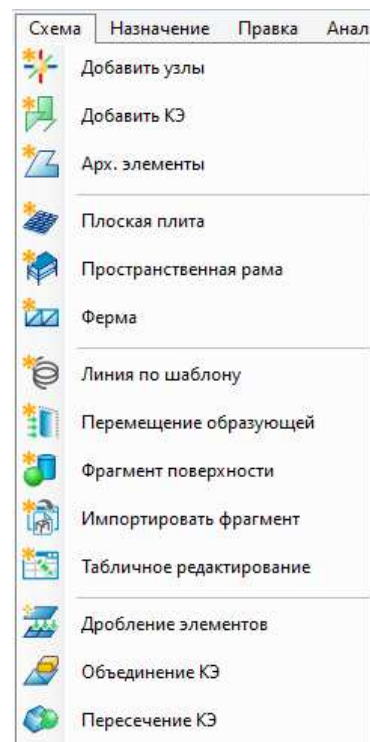 Схема Назначение Правка Анал
Добавить узлы
Добавить КЭ
Арх. элементы
Плоская плита
Пространственная рама
Ферма
Линия по шаблону
Перемещение образующей
Фрагмент поверхности
Импортировать фрагмент
Табличное редактирование
Дробление элементов
Объединение КЭ
Пересечение КЭ